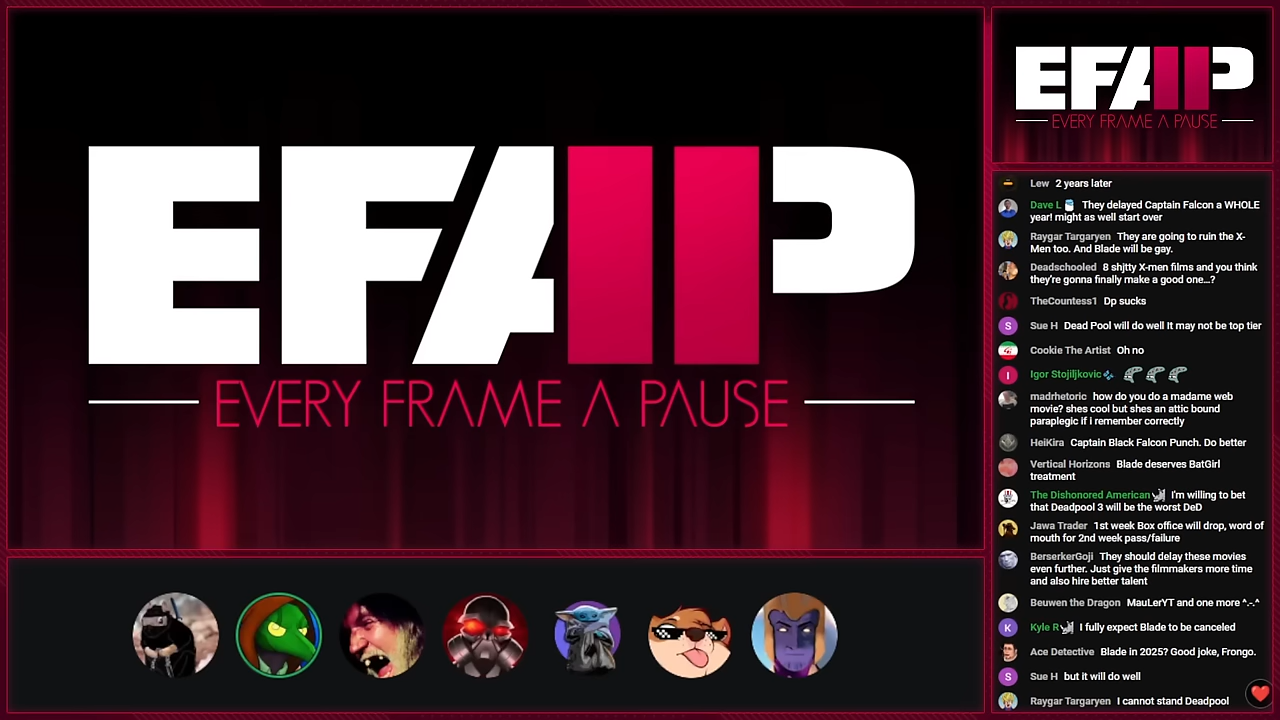 EFAP
EVERY FRAME A PAUSE
EFAP
EVERY FRAME A PAUSE
Lew 2 years later
Dave L They delayed Captain Falcon a WHOLE
year! might as well start over
Raygar Targaryen They are going to ruin the X-
Men too. And Blade will be gay.
Deadschooled 8 shjtty X-men films and you think
they're gonna finally make a good one...?
TheCountess1 Dp sucks
S Sue H Dead Pool will do well It may not be top tier
Cookie The Artist Oh no
I Igor Stojiljkovic
madrhetoric how do you do a madame web
movie? shes cool but shes an attic bound
paraplegic if i remember correctly
HeiKira Captain Black Falcon Punch. Do better
Vertical Horizons Blade deserves BatGirl
treatment
The Dishonored American I'm willing to bet
that Deadpool 3 will be the worst DeD
Jawa Trader 1st week Box office will drop, word of
mouth for 2nd week pass/failure
BerserkerGoji They should delay these movies
even further. Just give the filmmakers more time
and also hire better talent
Beuwen the Dragon MauLerYT and one more ^.-.^
K Kyle R I fully expect Blade to be canceled
Ace Detective Blade in 2025? Good joke, Frongo.
S Sue H but it will do well
Raygar Targaryen I cannot stand Deadpool